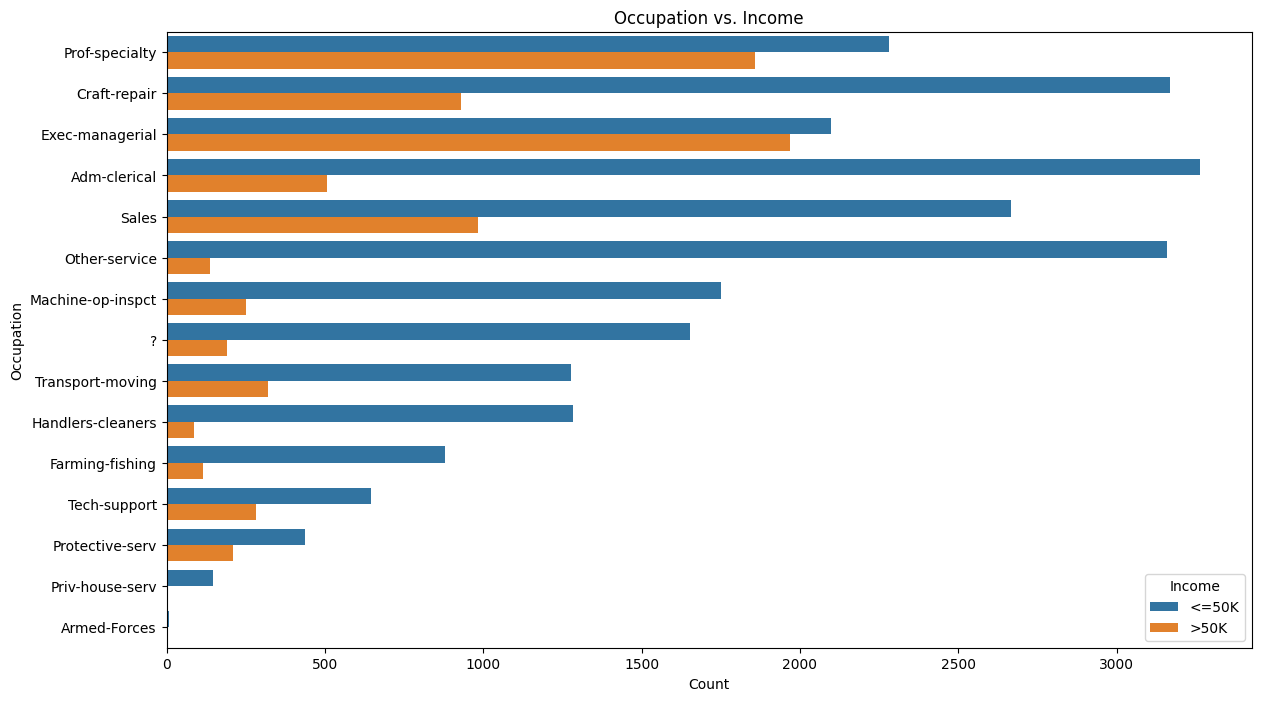 Occupation vs. Income
Occupation
Prof-specialty
Craft-repair
Exec-managerial
Adm-clerical
Sales
Other-service
Machine-op-inspct
?
Transport-moving
Handlers-cleaners
Farming-fishing
Tech-support
Protective-serv
Priv-house-serv
Armed-Forces
Income
<=50K
>50K
0 500 1000 1500 2000 2500 3000
Count